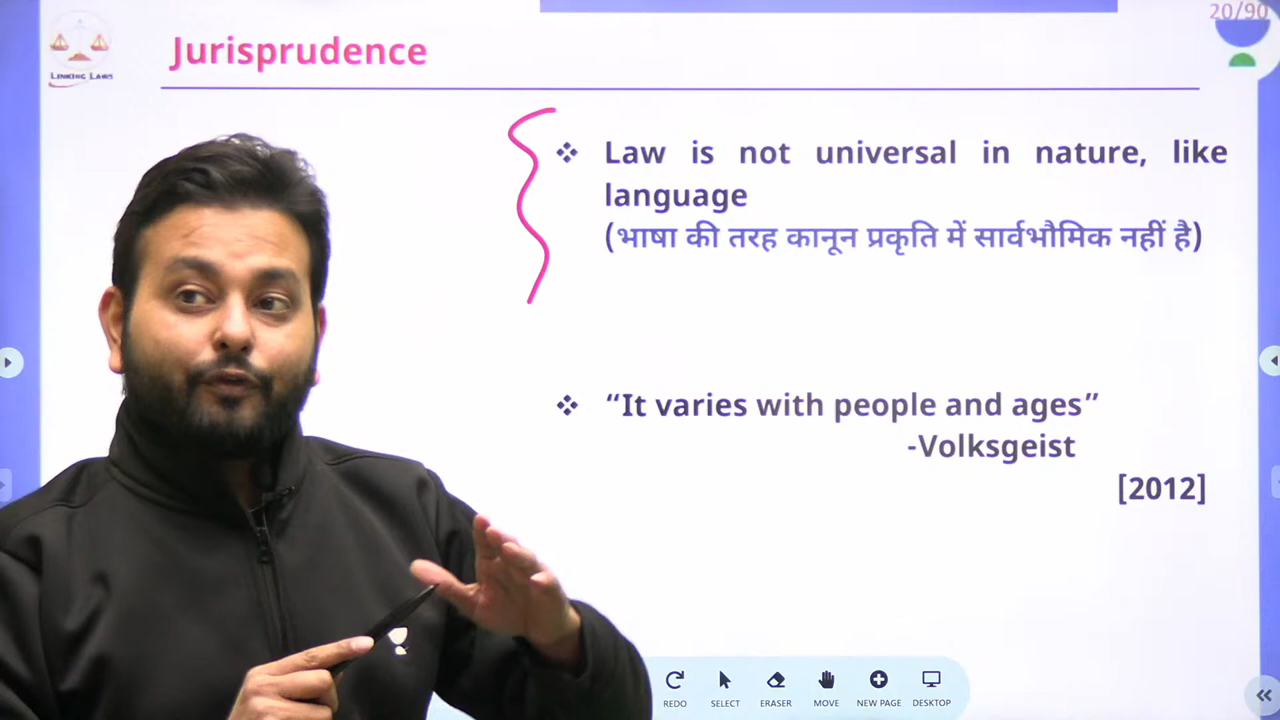 20/90
LINKING LAWS
Jurisprudence
❖ Law is not universal in nature, like
language
(भाषा की तरह कानून प्रकृति में सार्वभौमिक नहीं है)
❖ “It varies with people and ages”
-Volksgeist
[2012]
REDO SELECT ERASER MOVE NEW PAGE DESKTOP